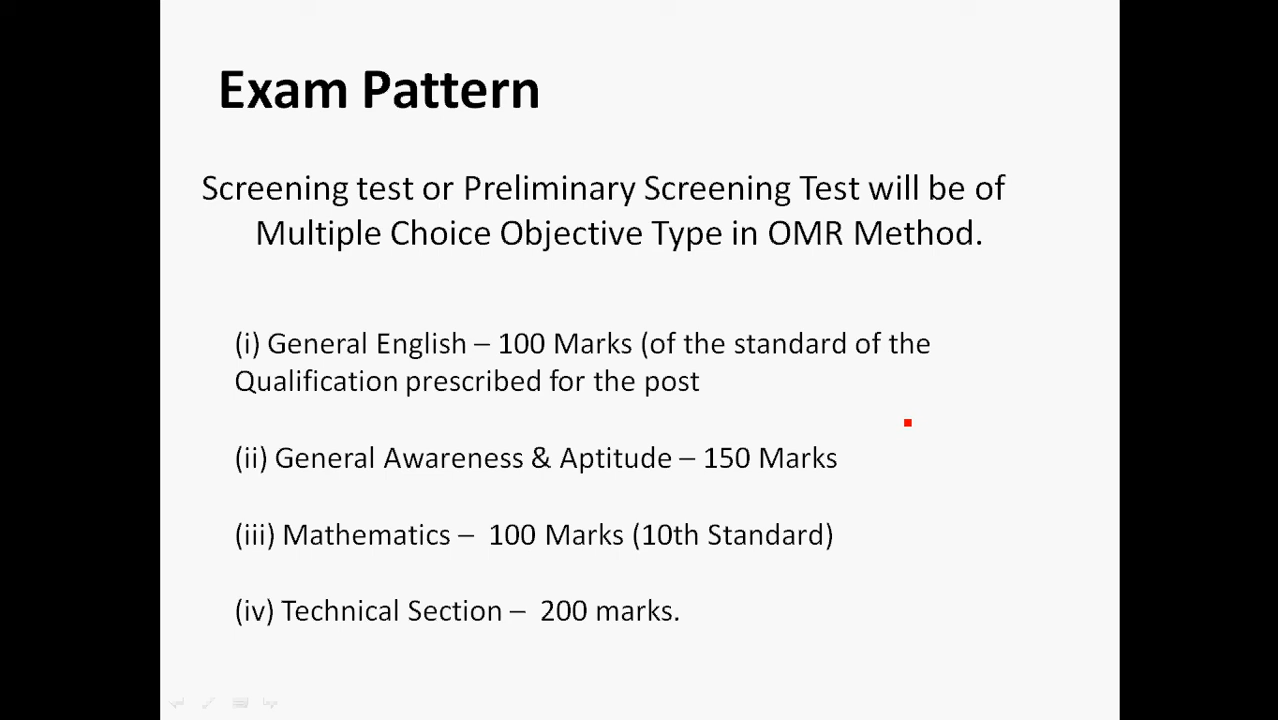 Exam Pattern
Screening test or Preliminary Screening Test will be of
Multiple Choice Objective Type in OMR Method.
(i) General English – 100 Marks (of the standard of the
Qualification prescribed for the post
(ii) General Awareness & Aptitude – 150 Marks
(iii) Mathematics –  100 Marks (10th Standard)
(iv) Technical Section –  200 marks.